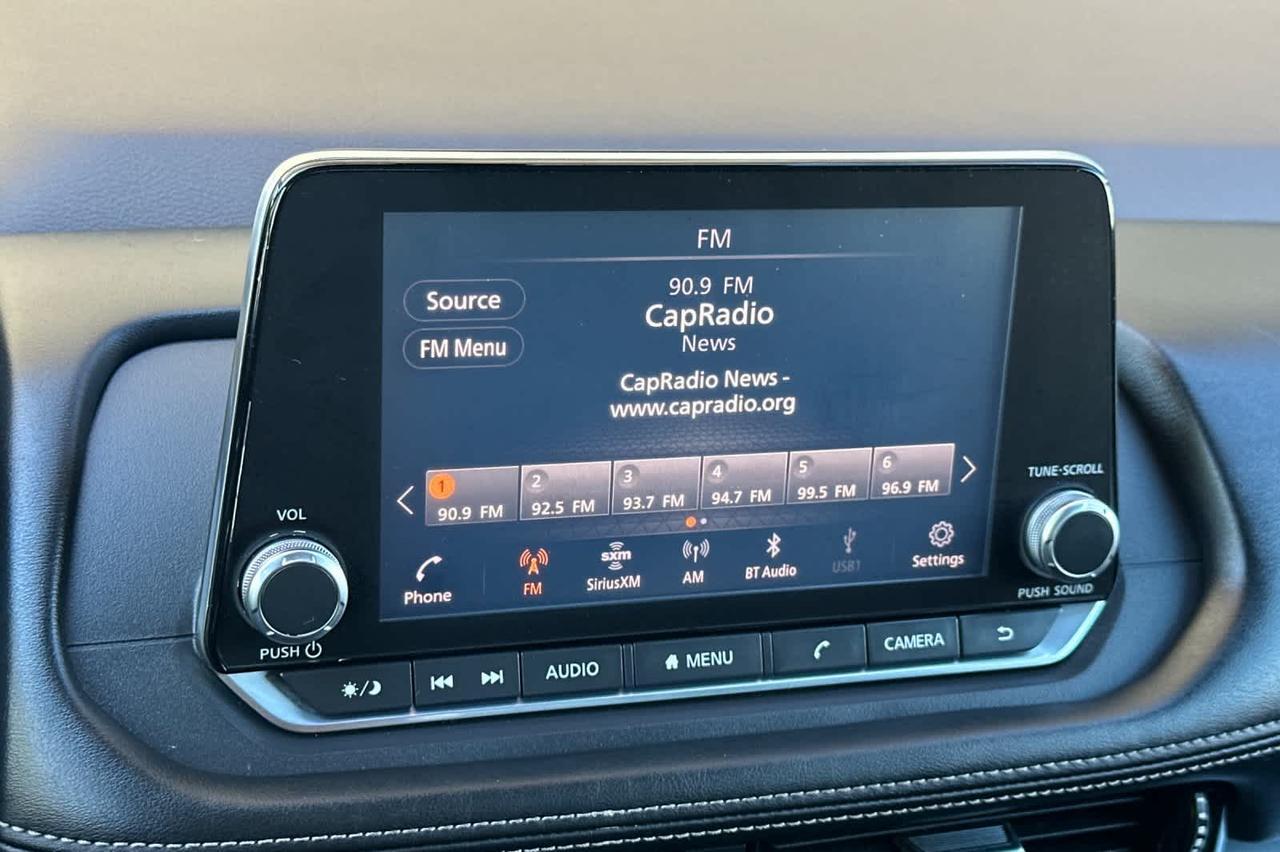 FM
Source
FM Menu
90.9 FM
CapRadio
News
CapRadio News -
www.capradio.org
1 2 3 4 5 6
90.9 FM 92.5 FM 93.7 FM 94.7 FM 99.5 FM 96.9 FM
Phone FM sxm SiriusXM AM BT Audio USB1 Settings
VOL
PUSH
TUNE·SCROLL
PUSH SOUND
AUDIO MENU CAMERA